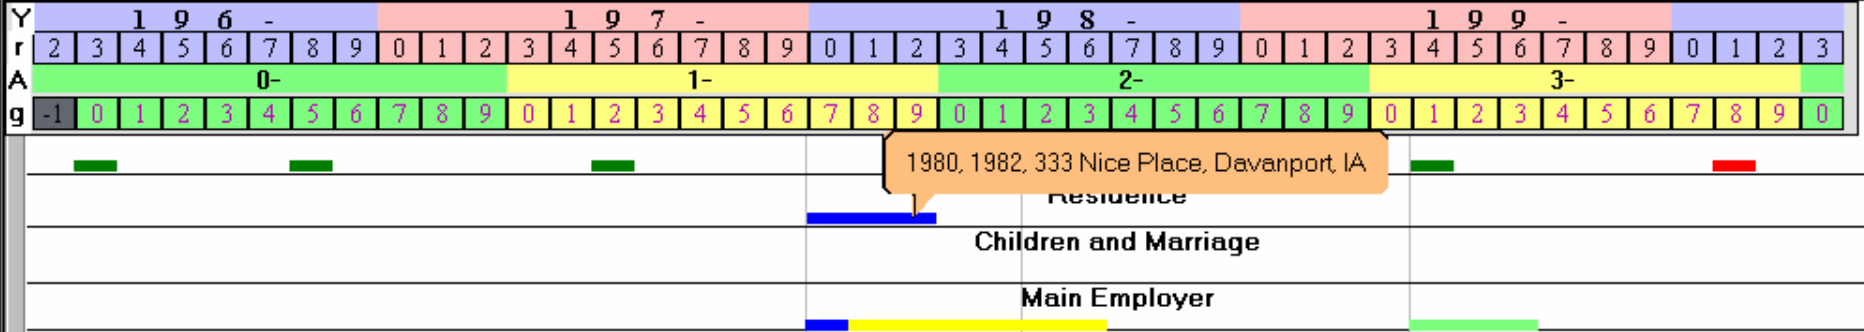 Y 1 9 6 - 1 9 7 - 1 9 8 - 1 9 9 -
r 2 3 4 5 6 7 8 9 0 1 2 3 4 5 6 7 8 9 0 1 2 3 4 5 6 7 8 9 0 1 2 3 4 5 6 7 8 9 0 1 2 3
A 0- 1- 2- 3-
g -1 0 1 2 3 4 5 6 7 8 9 0 1 2 3 4 5 6 7 8 9 0 1 2 3 4 5 6 7 8 9 0 1 2 3 4 5 6 7 8 9 0
1980, 1982, 333 Nice Place, Davanport, IA
Residence
Children and Marriage
Main Employer